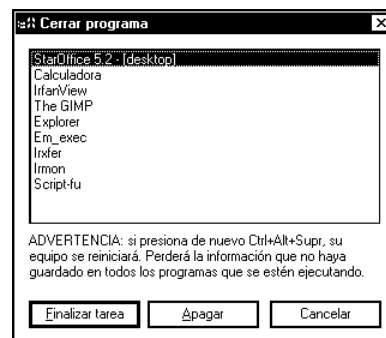 Cerrar programa
StarOffice 5.2 - [desktop]
Calculadora
IrfanView
The GIMP
Explorer
Em_exec
Irxfer
Irmon
Script-fu
ADVERTENCIA: si presiona de nuevo Ctrl+Alt+Supr, su
equipo se reiniciará. Perderá la información que no haya
guardado en todos los programas que se estén ejecutando.
Finalizar tarea
Apagar
Cancelar